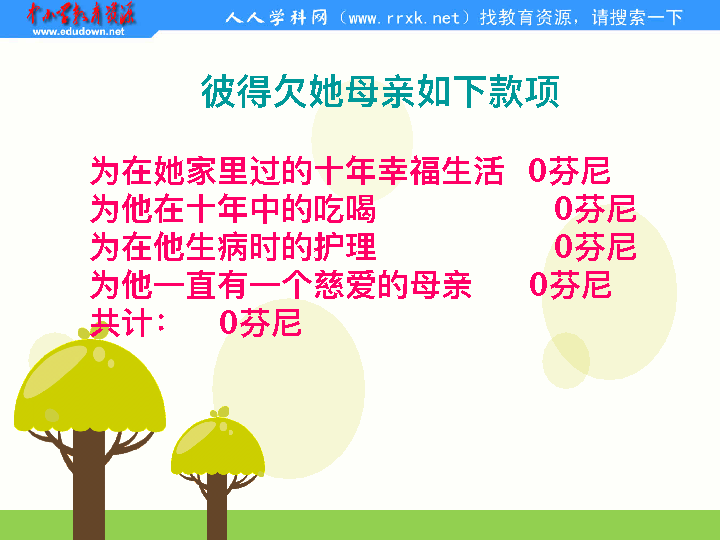 中小学教育资源
www.edudown.net
人人学科网（www.rrxk.net）找教育资源，请搜索一下
彼得欠她母亲如下款项
为在她家里过的十年幸福生活 0芬尼
为他在十年中的吃喝 0芬尼
为在他生病时的护理 0芬尼
为他一直有一个慈爱的母亲 0芬尼
共计： 0芬尼